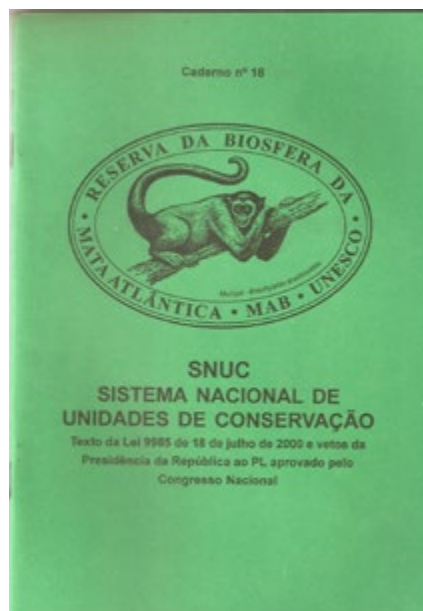 Caderno nº 18
RESERVA DA BIOSFERA DA
MATA ATLÂNTICA • MAB • UNESCO
SNUC
SISTEMA NACIONAL DE
UNIDADES DE CONSERVAÇÃO
Texto da Lei 9985 de 18 de julho de 2000 e vetos da
Presidência da República ao PL aprovado pelo
Congresso Nacional